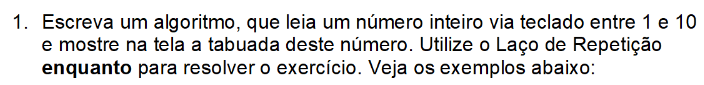 1. Escreva um algoritmo, que leia um número inteiro via teclado entre 1 e 10
e mostre na tela a tabuada deste número. Utilize o Laço de Repetição
enquanto para resolver o exercício. Veja os exemplos abaixo: